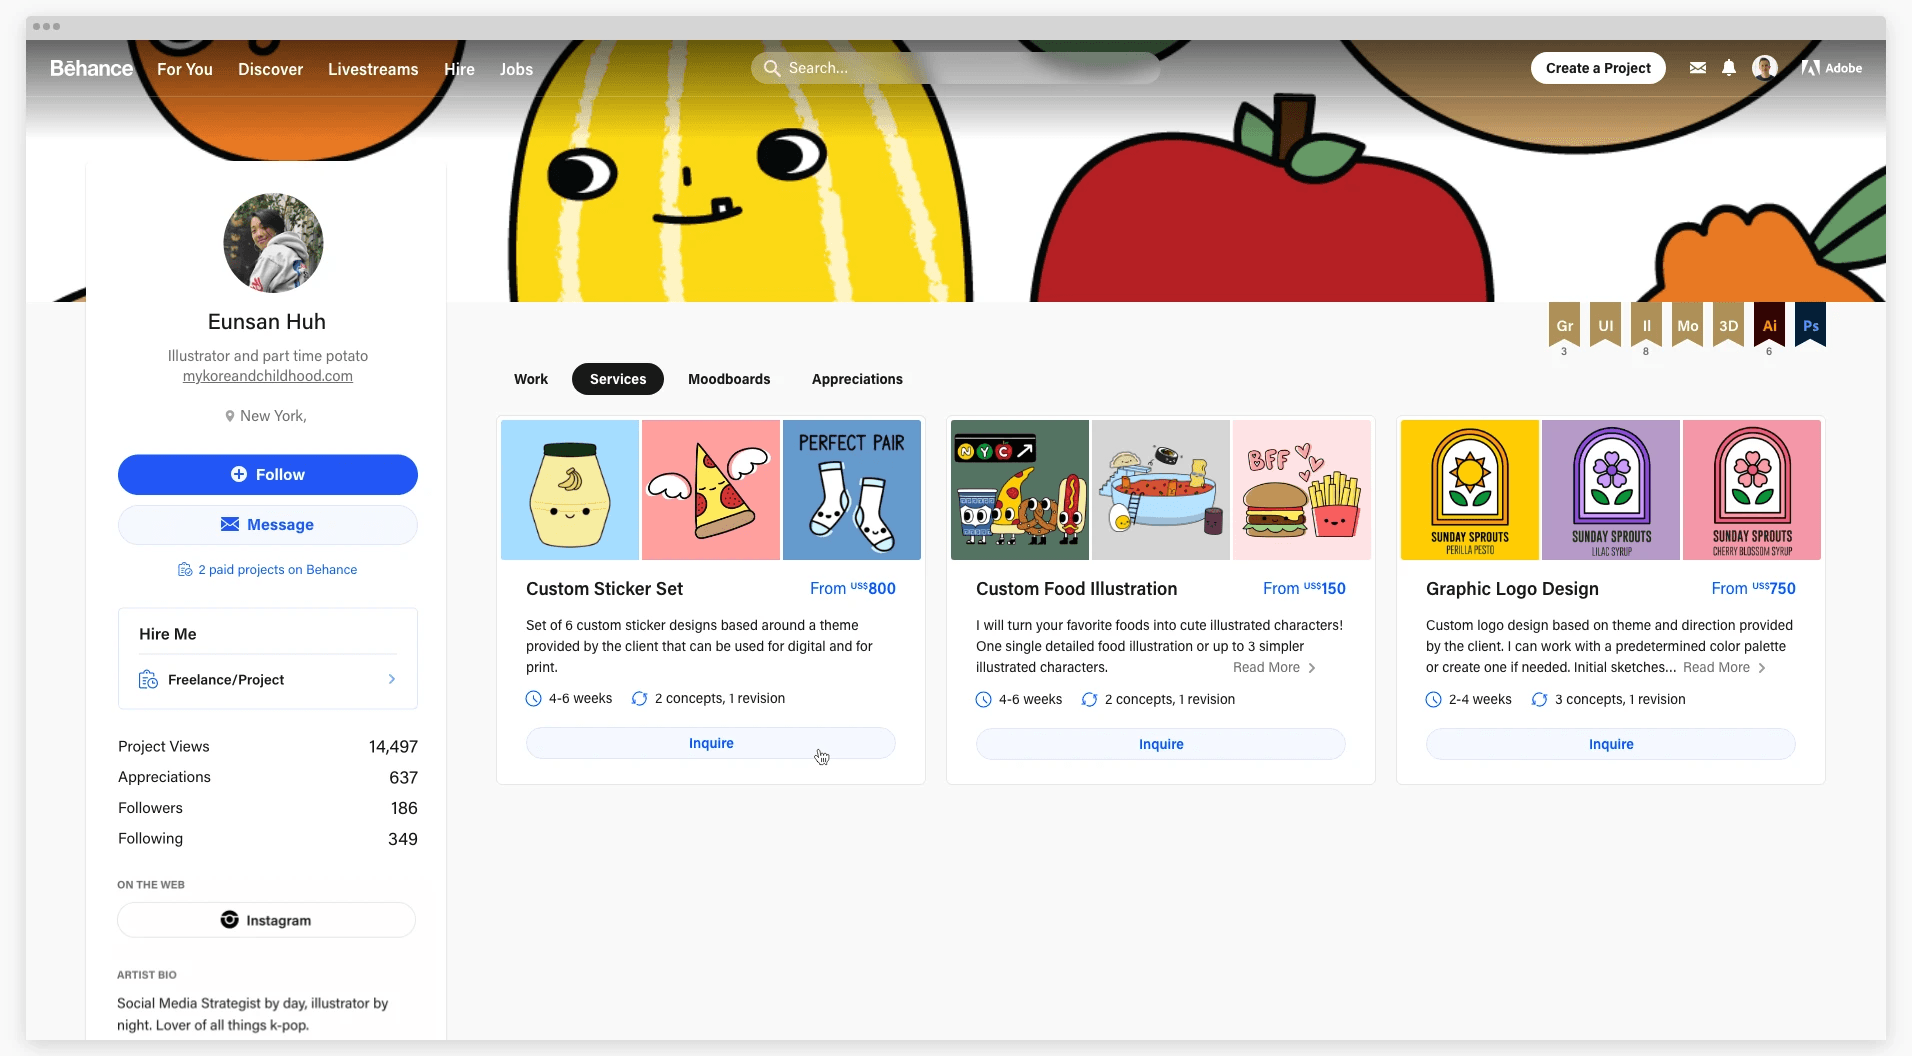 Bēhance
For You
Discover
Livestreams
Hire
Jobs
Search...
Create a Project
Adobe
Eunsan Huh
Illustrator and part time potato
mykoreandchildhood.com
New York,
Follow
Message
2 paid projects on Behance
Hire Me
Freelance/Project
Project Views 14,497
Appreciations 637
Followers 186
Following 349
ON THE WEB
Instagram
ARTIST BIO
Social Media Strategist by day, illustrator by
night. Lover of all things k-pop.
Gr UI Il Mo 3D Ai Ps
3 8 6
Work
Services
Moodboards
Appreciations
PERFECT PAIR
Custom Sticker Set
From US$800
Set of 6 custom sticker designs based around a theme
provided by the client that can be used for digital and for
print.
4-6 weeks 2 concepts, 1 revision
Inquire
NYC
BFF
Custom Food Illustration
From US$150
I will turn your favorite foods into cute illustrated characters!
One single detailed food illustration or up to 3 simpler
illustrated characters. Read More
4-6 weeks 2 concepts, 1 revision
Inquire
SUNDAY SPROUTS
PERILLA PESTO
SUNDAY SPROUTS
LILAC SYRUP
SUNDAY SPROUTS
CHERRY BLOSSOM SYRUP
Graphic Logo Design
From US$750
Custom logo design based on theme and direction provided
by the client. I can work with a predetermined color palette
or create one if needed. Initial sketches... Read More
2-4 weeks 3 concepts, 1 revision
Inquire